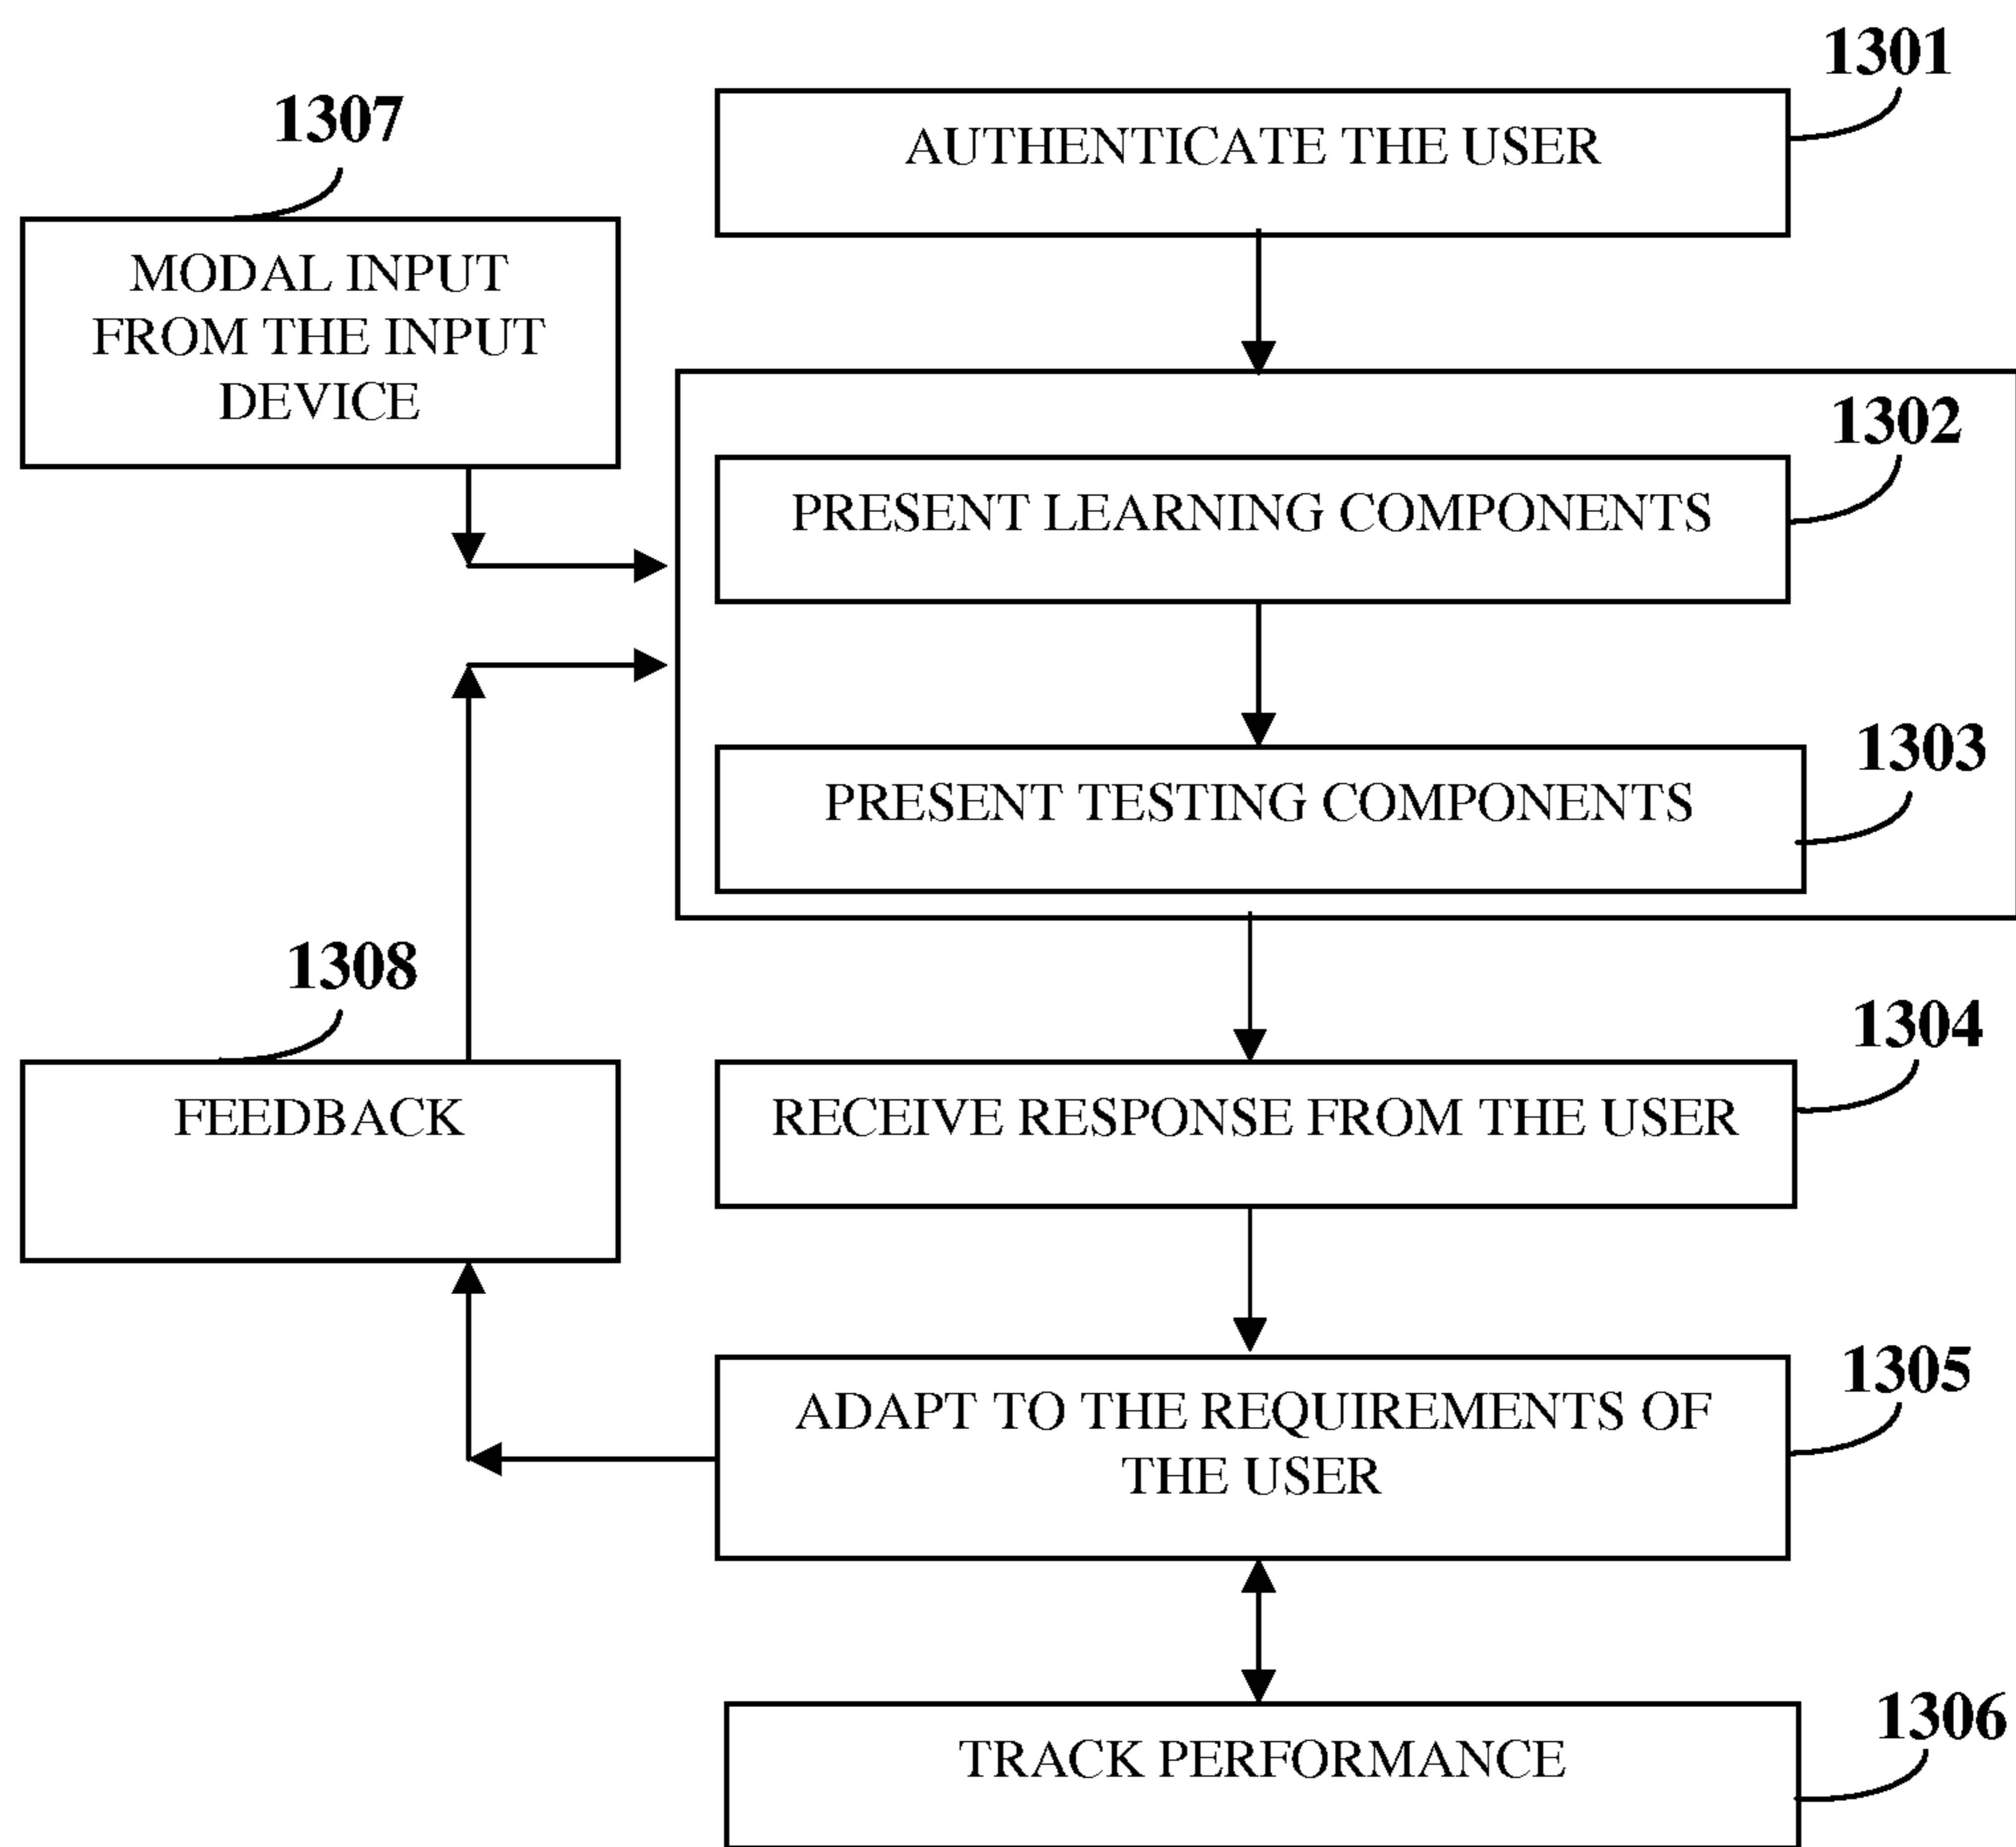 1301
AUTHENTICATE THE USER
1307
MODAL INPUT
FROM THE INPUT
DEVICE
1302
PRESENT LEARNING COMPONENTS
1303
PRESENT TESTING COMPONENTS
1308
FEEDBACK
1304
RECEIVE RESPONSE FROM THE USER
1305
ADAPT TO THE REQUIREMENTS OF
THE USER
1306
TRACK PERFORMANCE